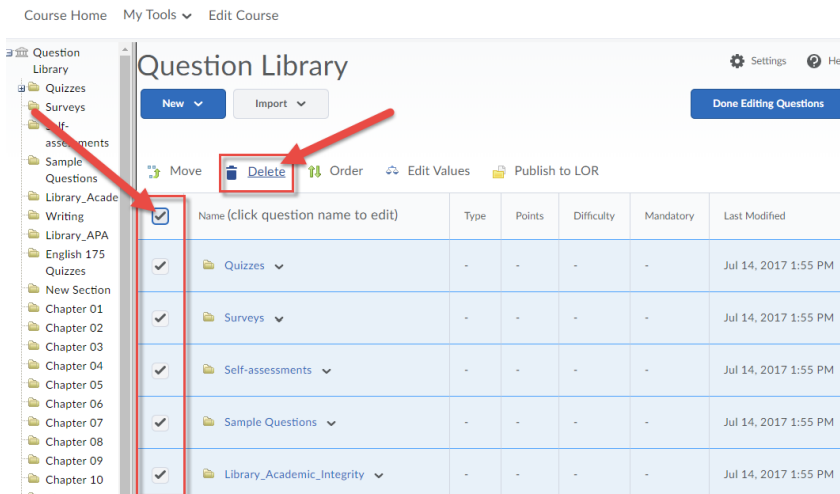 Course Home My Tools Edit Course
Question
Library
Quizzes
Surveys
Sample
Questions
Library_Acade
Writing
Library_APA
English 175
Quizzes
New Section
Chapter 01
Chapter 02
Chapter 03
Chapter 04
Chapter 05
Chapter 06
Chapter 07
Chapter 08
Chapter 09
Chapter 10
Question Library
Settings
New Import Done Editing Questions
Move Delete Order Edit Values Publish to LOR
Name (click question name to edit) Type Points Difficulty Mandatory Last Modified
Quizzes - - - - Jul 14, 2017 1:55 PM
Surveys - - - - Jul 14, 2017 1:55 PM
Self-assessments - - - - Jul 14, 2017 1:55 PM
Sample Questions - - - - Jul 14, 2017 1:55 PM
Library_Academic_Integrity - - - - Jul 14, 2017 1:55 PM